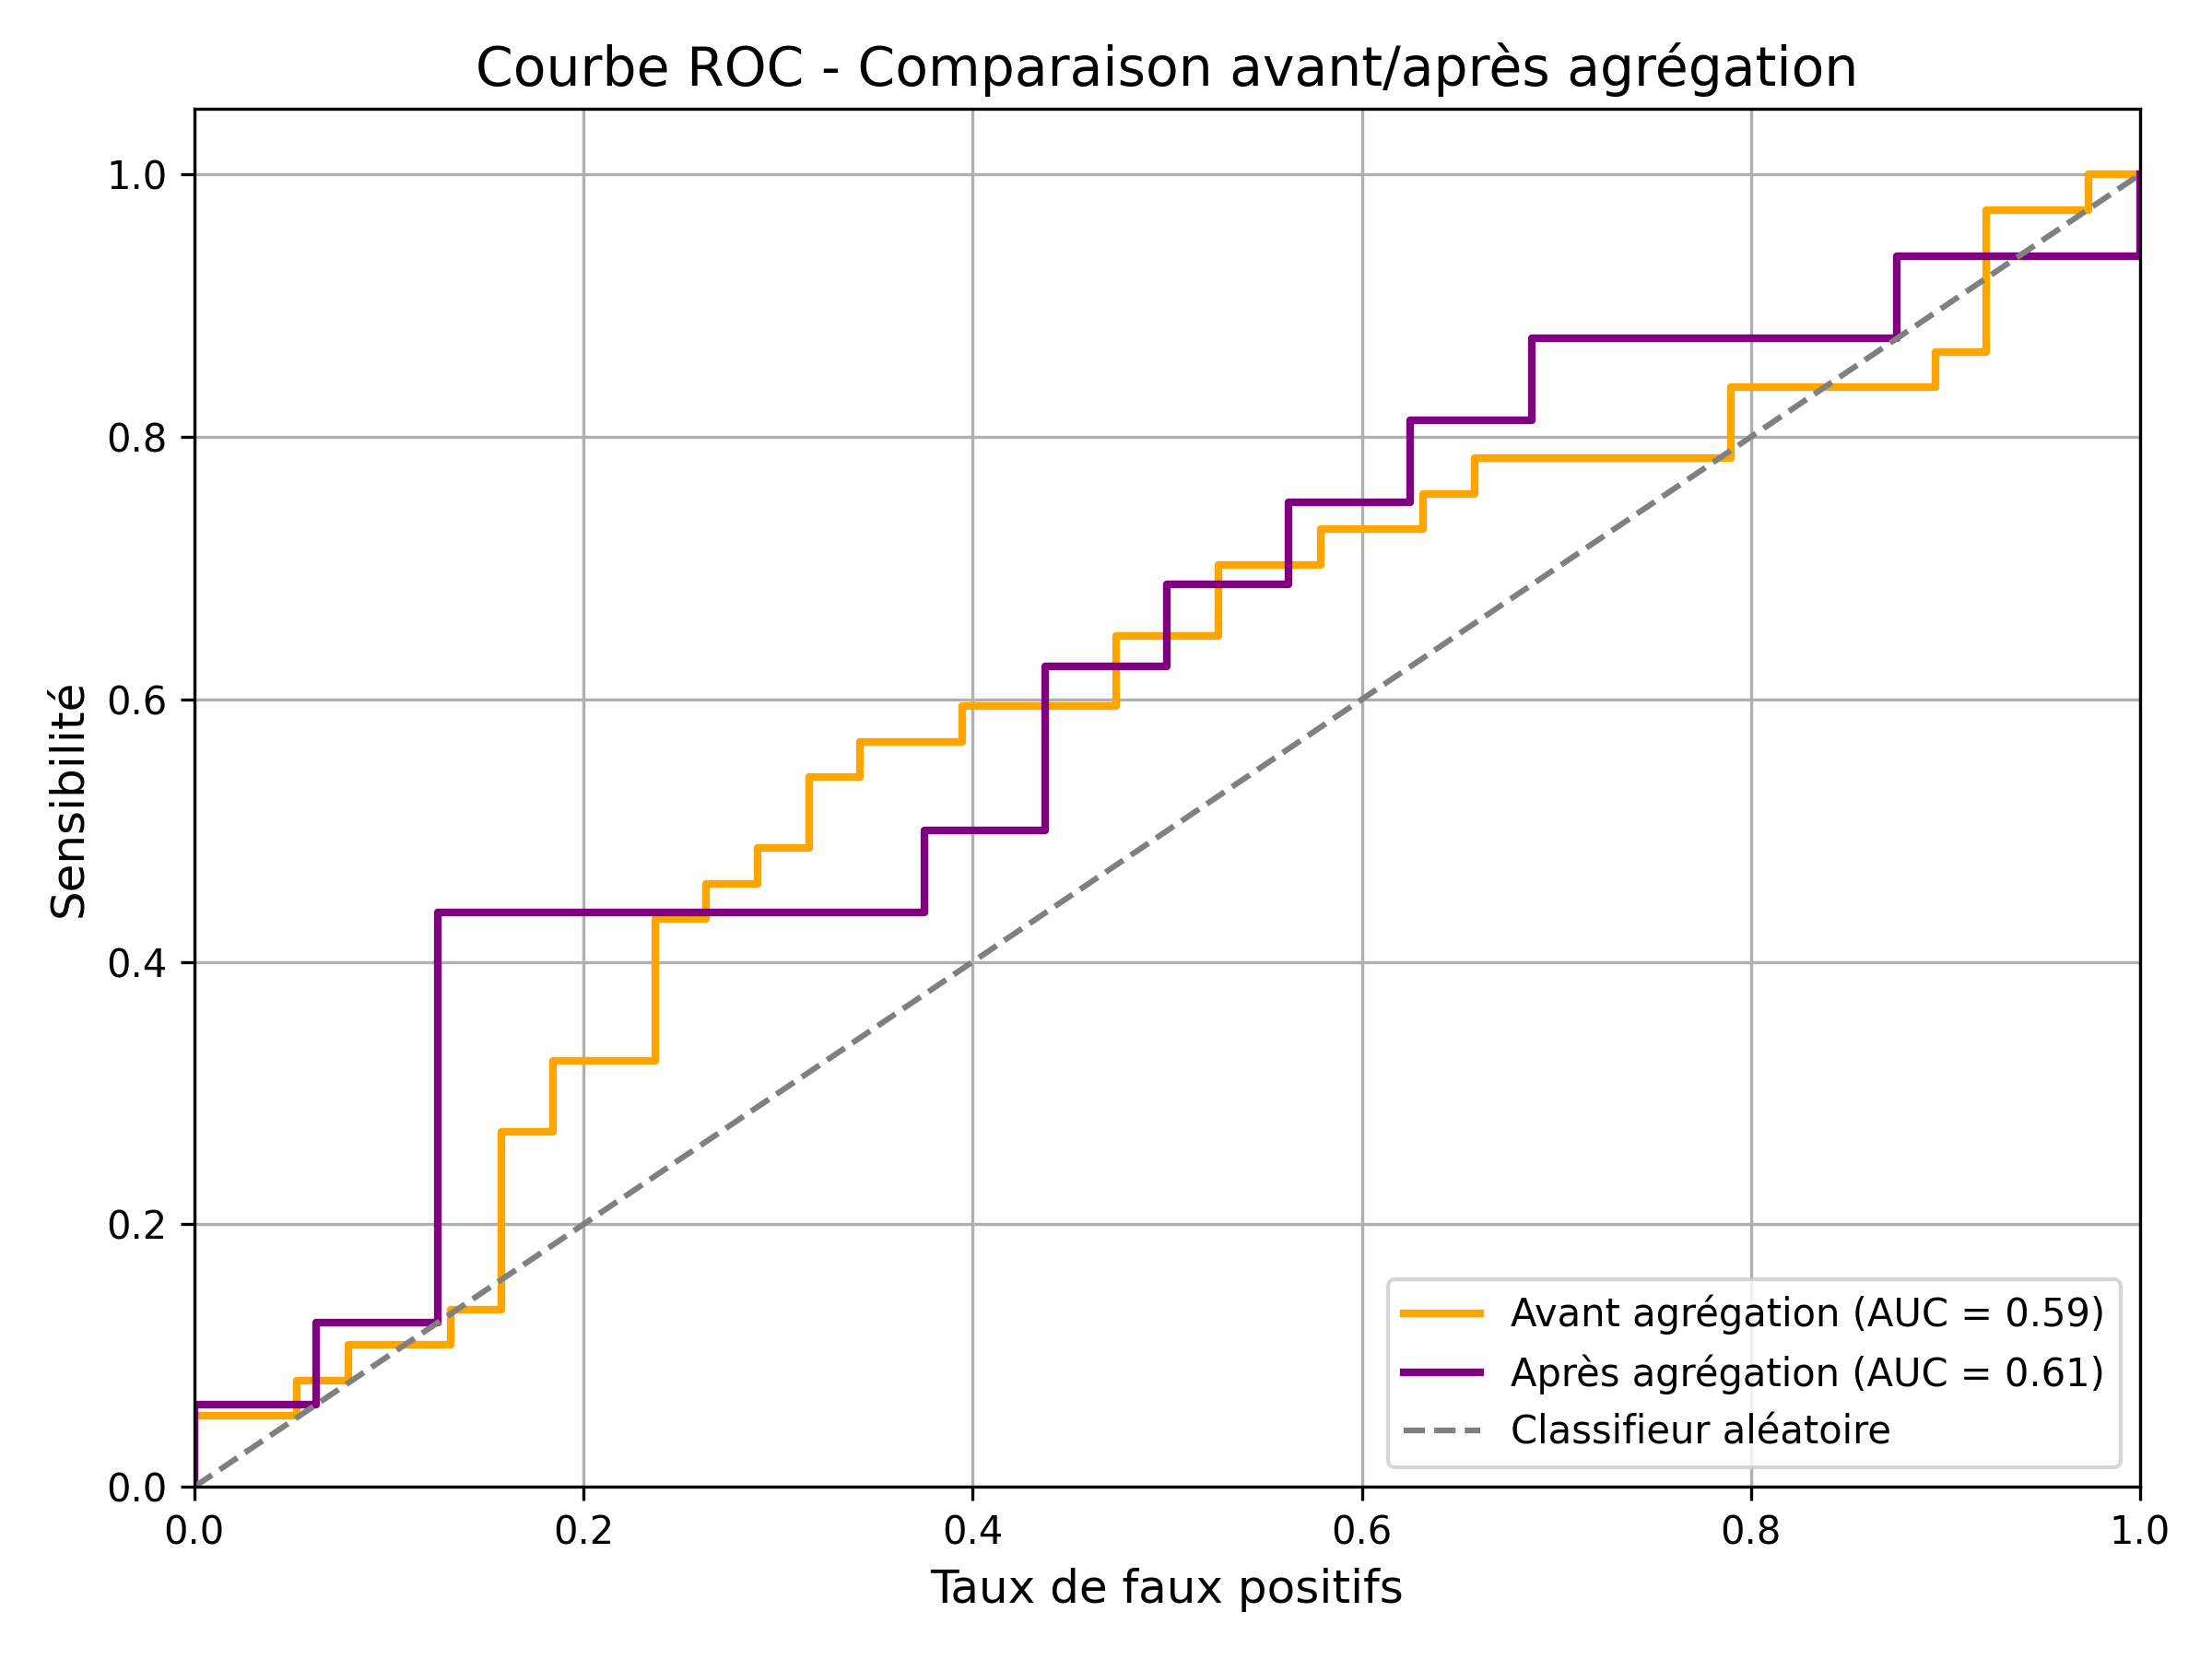 Courbe ROC - Comparaison avant/après agrégation
1.0
0.8
0.6
0.4
0.2
0.0
Sensibilité
0.0 0.2 0.4 0.6 0.8 1.0
Taux de faux positifs
Avant agrégation (AUC = 0.59)
Après agrégation (AUC = 0.61)
Classifieur aléatoire